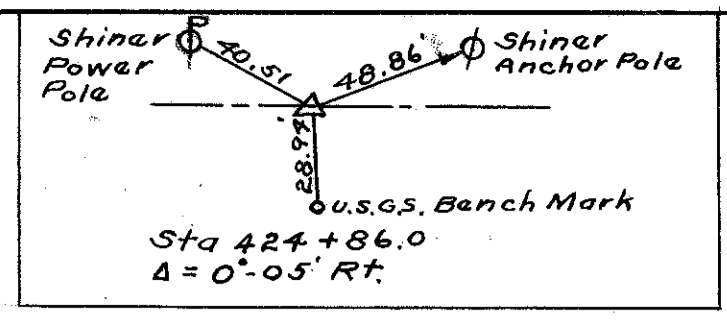 Shiner
Power
Pole
P
40.51
48.86'
Shiner
Anchor Pole
28.94'
U.S.G.S. Bench Mark
Sta 424+86.0
Δ = 0°-05' Rt.